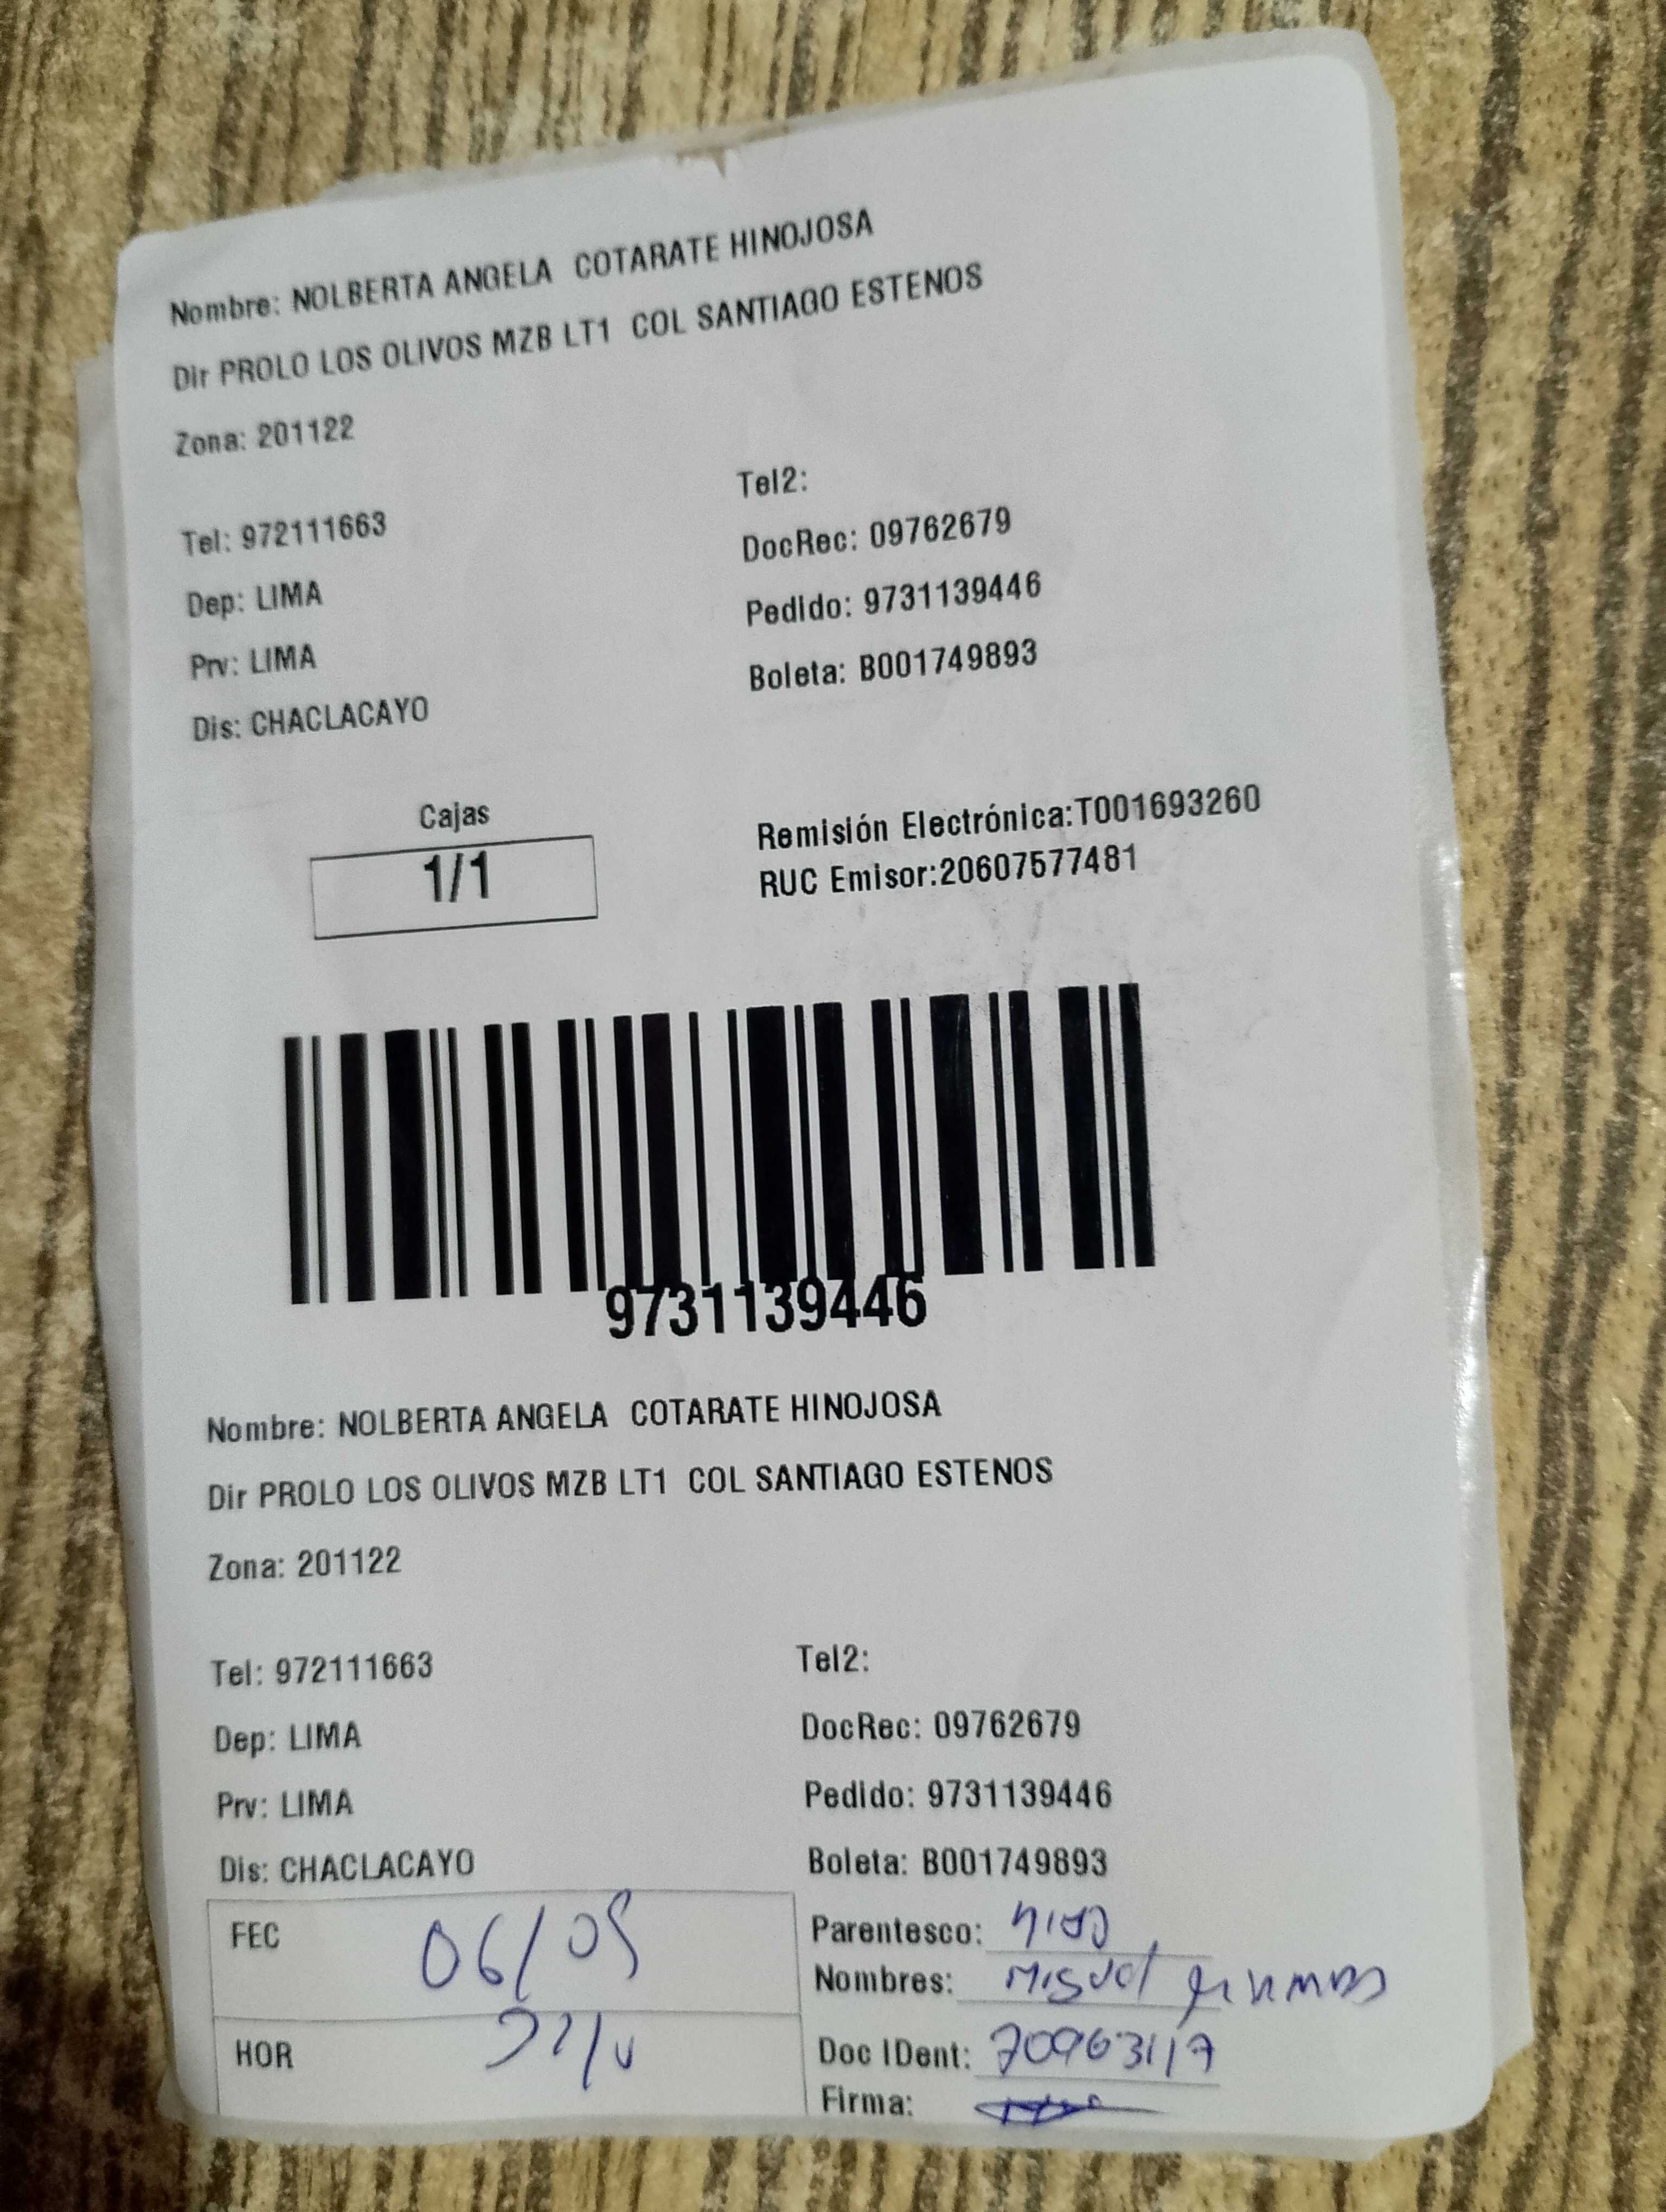 Nombre: NOLBERTA ANGELA COTARATE HINOJOSA
Dir PROLO LOS OLIVOS MZB LT1 COL SANTIAGO ESTENOS
Zona: 201122
Tel: 972111663
Tel2:
Dep: LIMA
DocRec: 09762679
Prv: LIMA
Pedido: 9731139446
Dis: CHACLACAYO
Boleta: B001749893
Cajas
1/1
Remisión Electrónica:T001693260
RUC Emisor:20607577481
9731139446
Nombre: NOLBERTA ANGELA COTARATE HINOJOSA
Dir PROLO LOS OLIVOS MZB LT1 COL SANTIAGO ESTENOS
Zona: 201122
Tel: 972111663
Tel2:
Dep: LIMA
DocRec: 09762679
Prv: LIMA
Pedido: 9731139446
Dis: CHACLACAYO
Boleta: B001749893
FEC 06/09
HOR
Parentesco:
Nombres: Miguel
Doc IDent: 70963117
Firma: